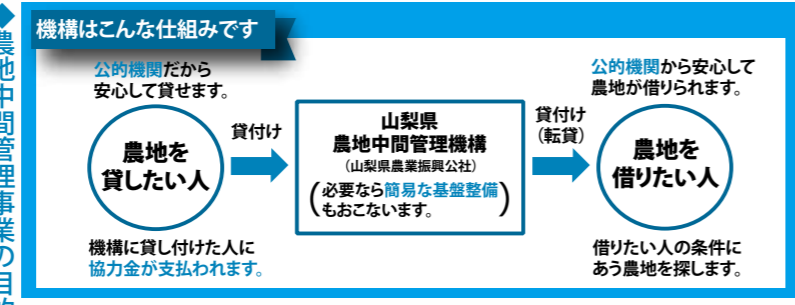 ◆農地中間管理事業の目的
機構はこんな仕組みです
公的機関だから
安心して貸せます。
農地を
貸したい人
機構に貸し付けた人に
協力金が支払われます。
貸付け
山梨県
農地中間管理機構
(山梨県農業振興公社)
(必要なら簡易な基盤整備
もおこないます。)
貸付け
(転貸)
公的機関から安心して
農地が借りられます。
農地を
借りたい人
借りたい人の条件に
あう農地を探します。